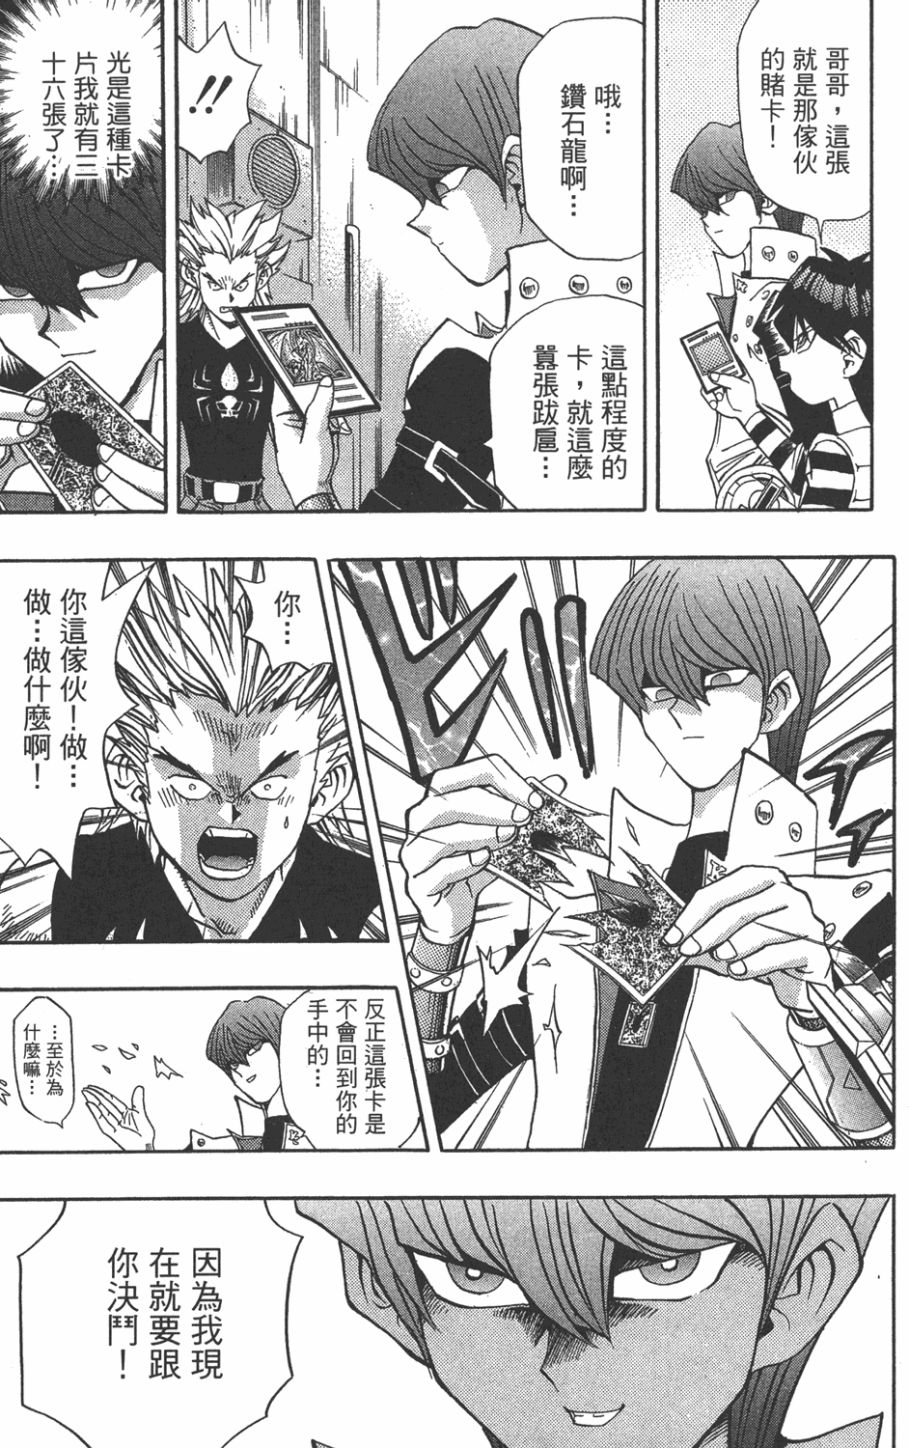 哥哥，這張
就是那傢伙
的賭卡！
哦…
鑽石龍啊…
這點程度的
卡，就這麼
囂張跋扈…
!!
光是這種卡
片我就有三
十六張了…
你…
你這傢伙！做…
做…做什麼啊！
反正這張卡是
不會回到你的
手中的…
…至於為
什麼嘛…
因為我現
在就要跟
你決鬥！